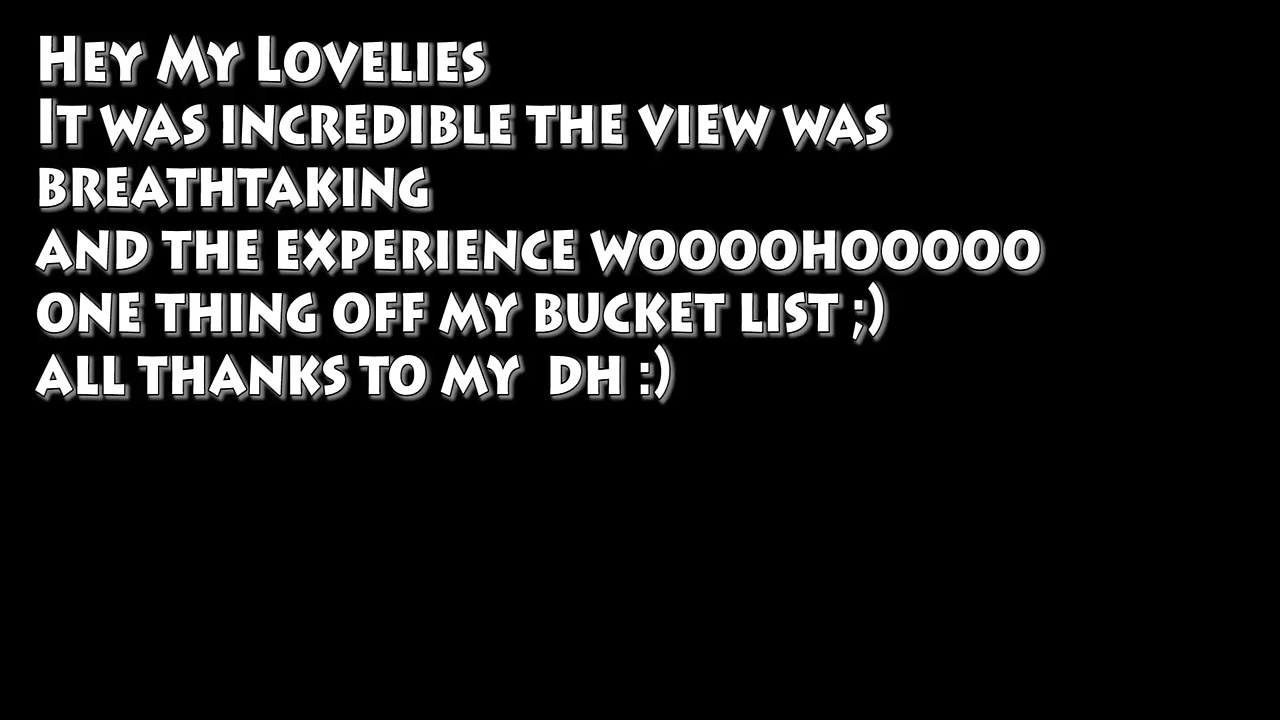 Hey My Lovelies
It was incredible the view was
breathtaking
and the experience woooohooooo
one thing off my bucket list ;)
all thanks to my  dh :)